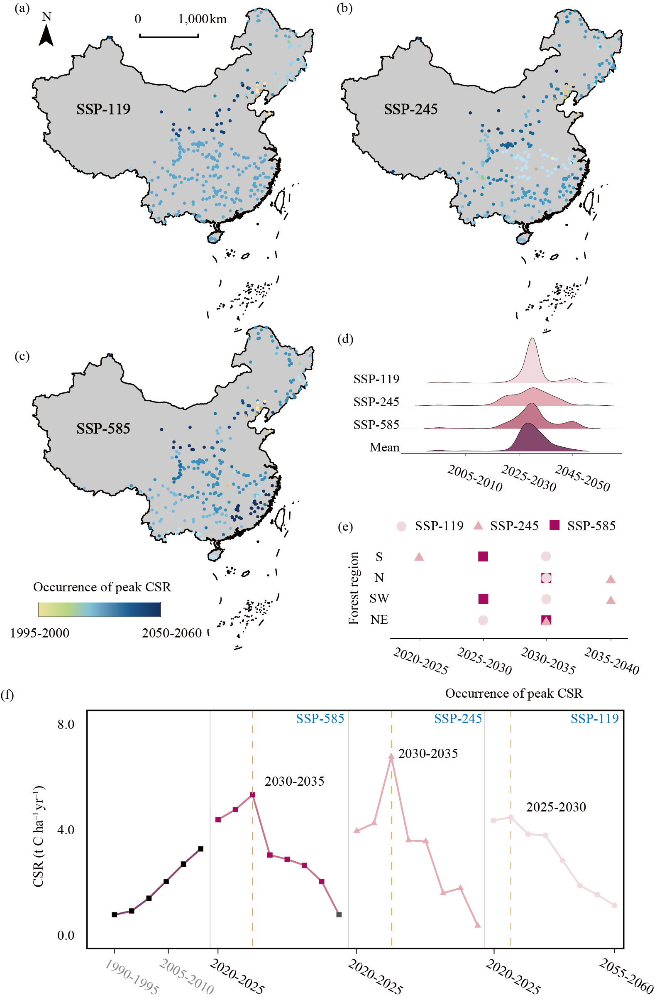 (a)
N
0 1,000km
SSP-119
(b)
SSP-245
(c)
SSP-585
Occurrence of peak CSR
1995-2000 2050-2060
(d)
SSP-119
SSP-245
SSP-585
Mean
2005-2010 2025-2030 2045-2050
(e)
SSP-119 SSP-245 SSP-585
Forest region
S
N
SW
NE
2020-2025 2025-2030 2030-2035 2035-2040
Occurrence of peak CSR
(f)
SSP-585 SSP-245 SSP-119
8.0
4.0
0.0
CSR (t C ha⁻¹ yr⁻¹)
2030-2035
2030-2035
2025-2030
1990-1995 2005-2010 2020-2025 2020-2025 2020-2025 2055-2060